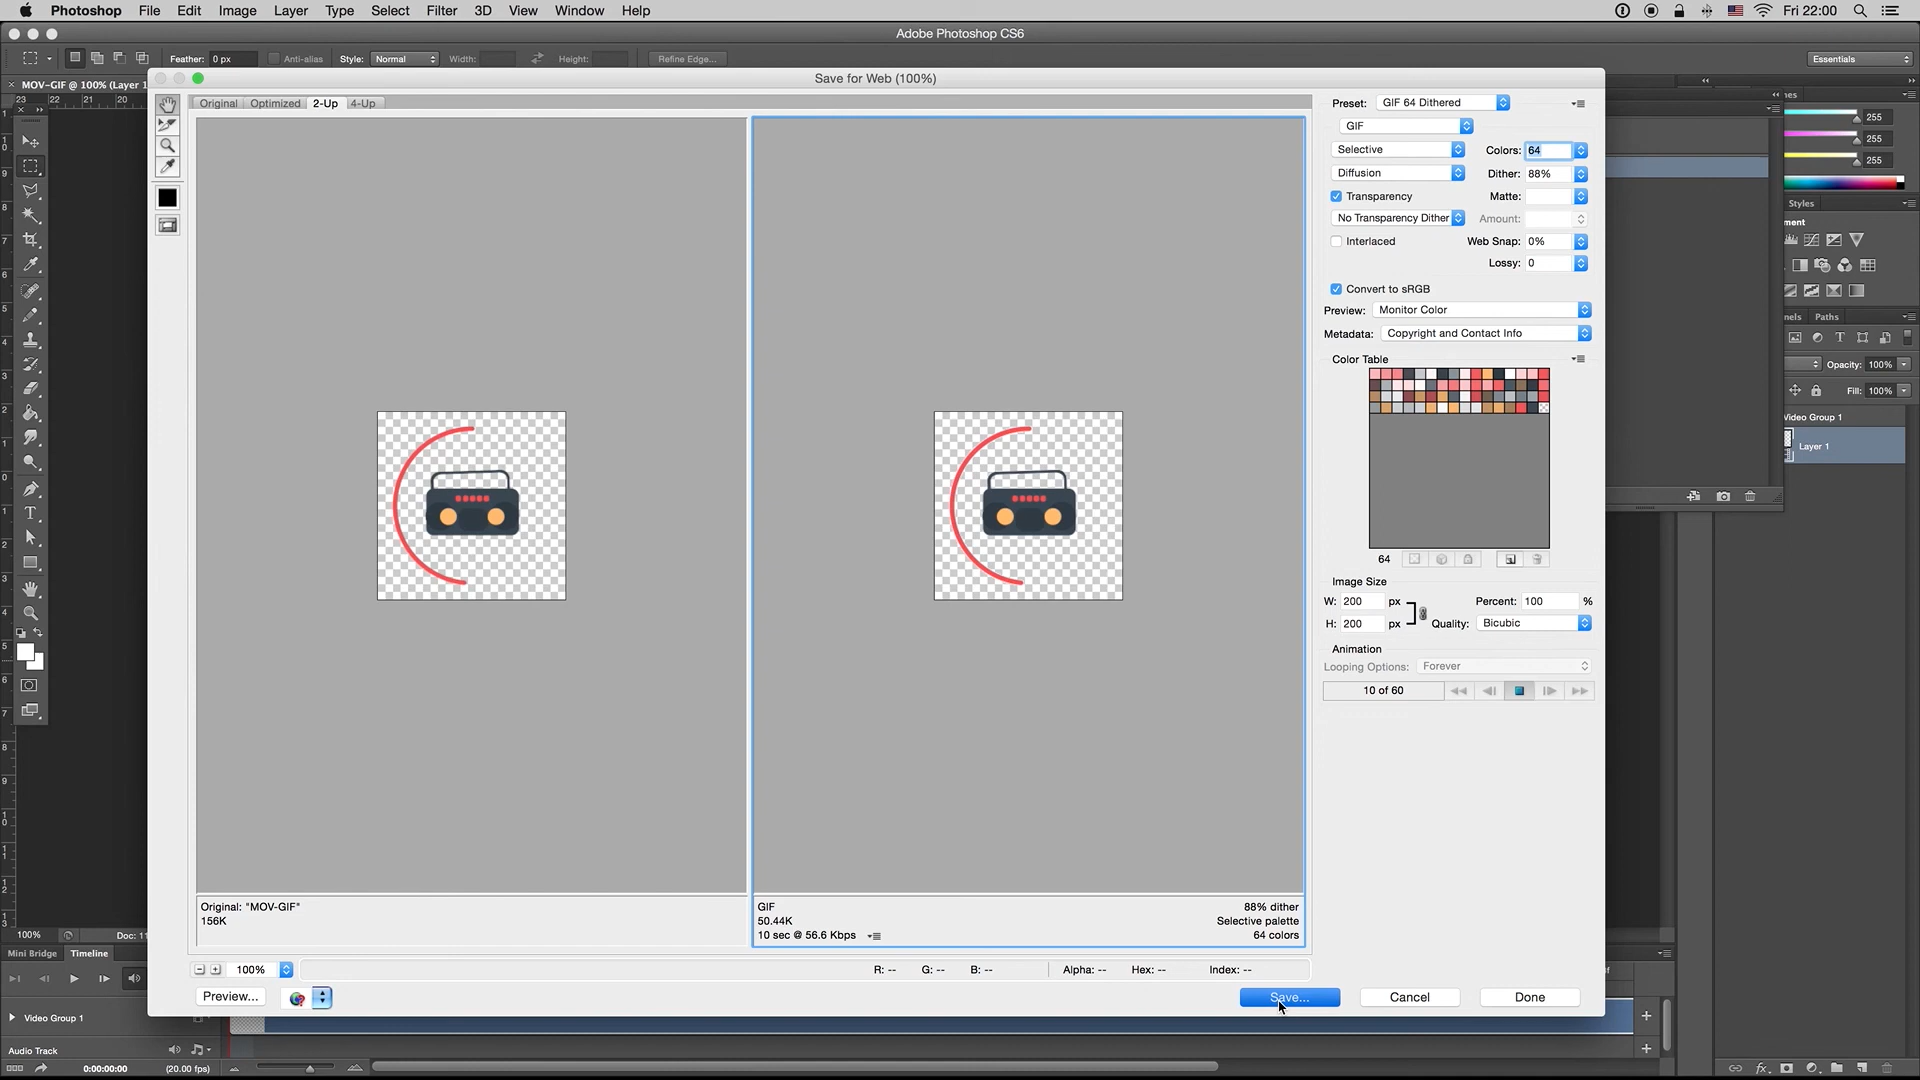 Photoshop File Edit Image Layer Type Select Filter 3D View Window Help
Fri 22:00
Adobe Photoshop CS6
Feather: 0 px Anti-alias Style: Normal Width: Height: Refine Edge... Essentials
MOV-GIF @ 100% (Layer 1
23 22 21 20
Save for Web (100%)
Original Optimized 2-Up 4-Up
Preset: GIF 64 Dithered
GIF
Selective Colors: 64
Diffusion Dither: 88%
Transparency Matte:
No Transparency Dither Amount:
Interlaced Web Snap: 0%
Lossy: 0
Convert to sRGB
Preview: Monitor Color
Metadata: Copyright and Contact Info
Color Table
64
Image Size
W: 200 px Percent: 100 %
H: 200 px Quality: Bicubic
Animation
Looping Options: Forever
10 of 60
255
255
255
Styles
ment
nels Paths
Opacity: 100%
Fill: 100%
Video Group 1
Layer 1
Original: "MOV-GIF"
156K
GIF 88% dither
50.44K Selective palette
10 sec @ 56.6 Kbps 64 colors
100% R: -- G: -- B: -- Alpha: -- Hex: -- Index: --
Preview... Save... Cancel Done
100% Doc: 11
Mini Bridge Timeline
Video Group 1
Audio Track
0:00:00:00 (20.00 fps)